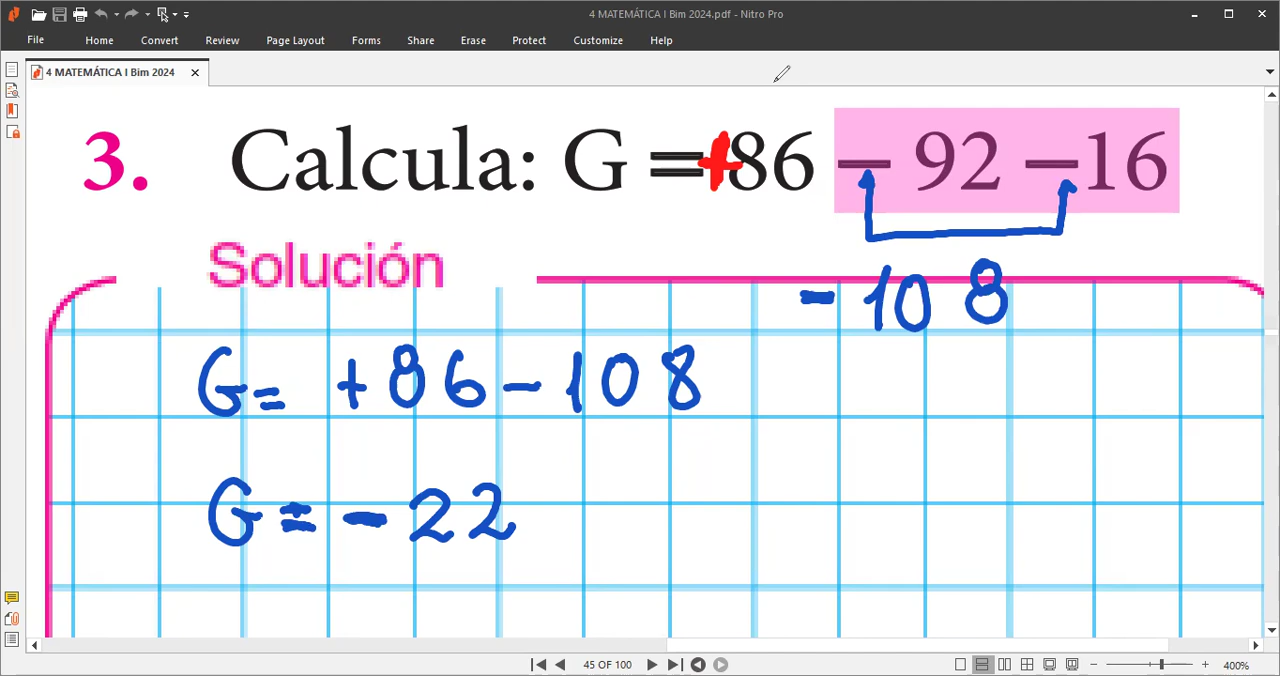 4 MATEMÁTICA I Bim 2024.pdf - Nitro Pro
File Home Convert Review Page Layout Forms Share Erase Protect Customize Help
4 MATEMÁTICA I Bim 2024
3. Calcula: G = +86 − 92 − 16
Solución
- 108
G = + 86 - 108
G = - 22
45 OF 100
400%